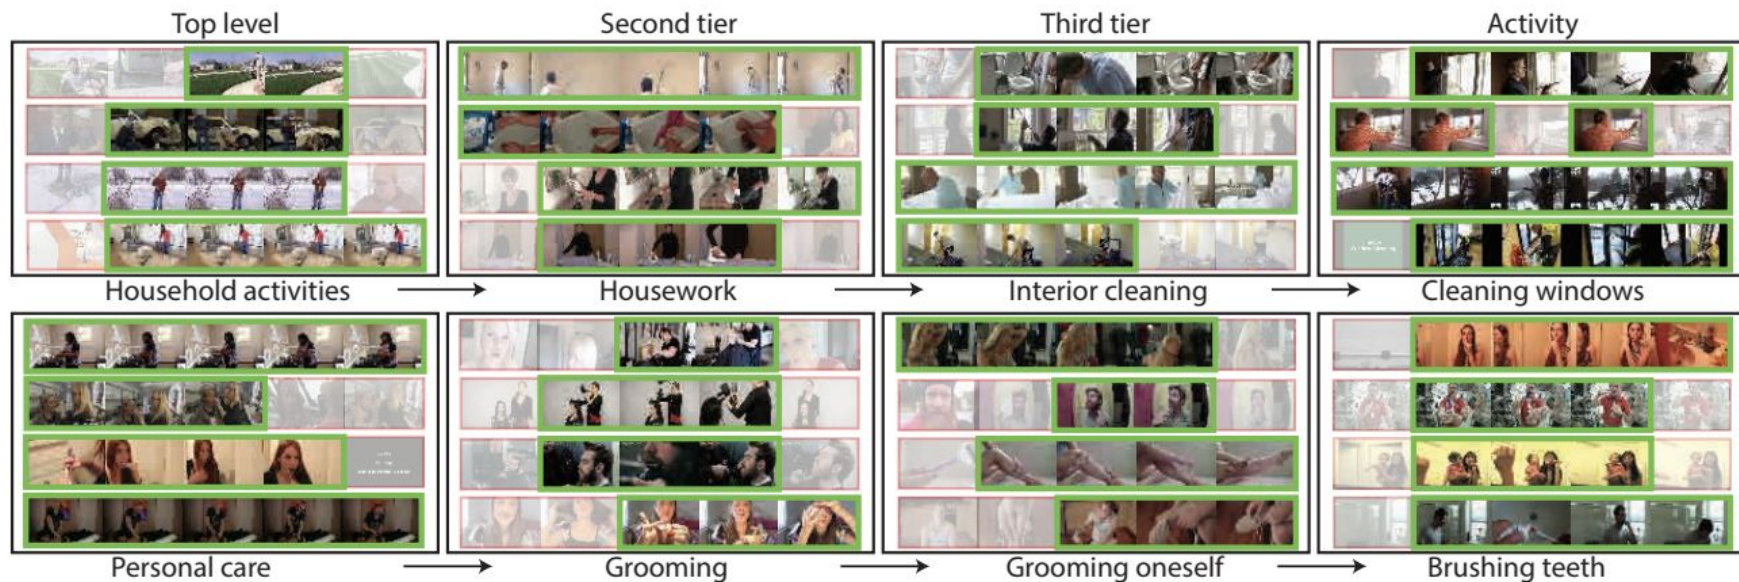 Top level
Second tier
Third tier
Activity
Household activities
Housework
Interior cleaning
Cleaning windows
Personal care
Grooming
Grooming oneself
Brushing teeth